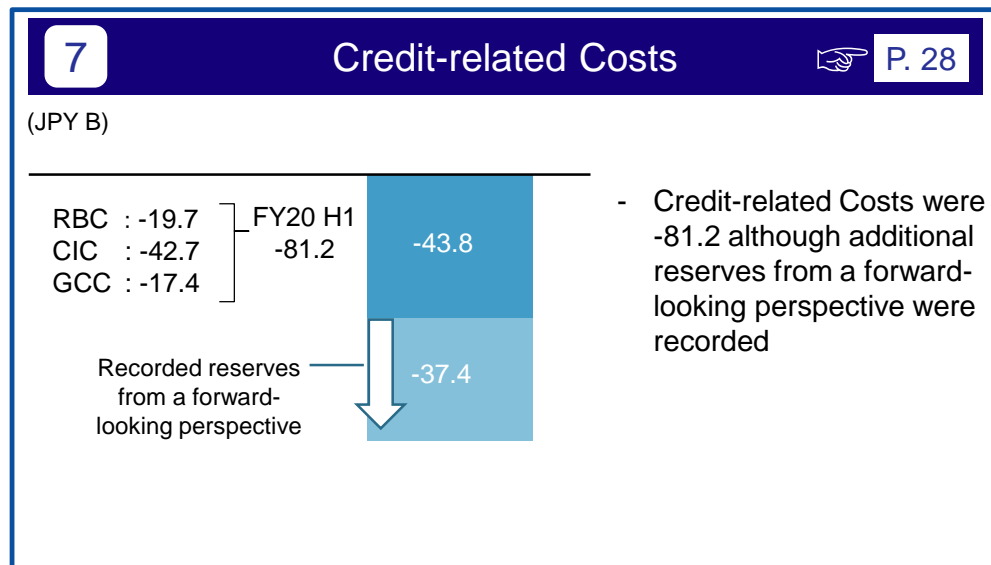 7
Credit-related Costs
☞ P. 28
(JPY B)
RBC : -19.7
CIC : -42.7
GCC : -17.4
FY20 H1
-81.2
-43.8
- Credit-related Costs were
-81.2 although additional
reserves from a forward-
looking perspective were
recorded
Recorded reserves
from a forward-
looking perspective
-37.4